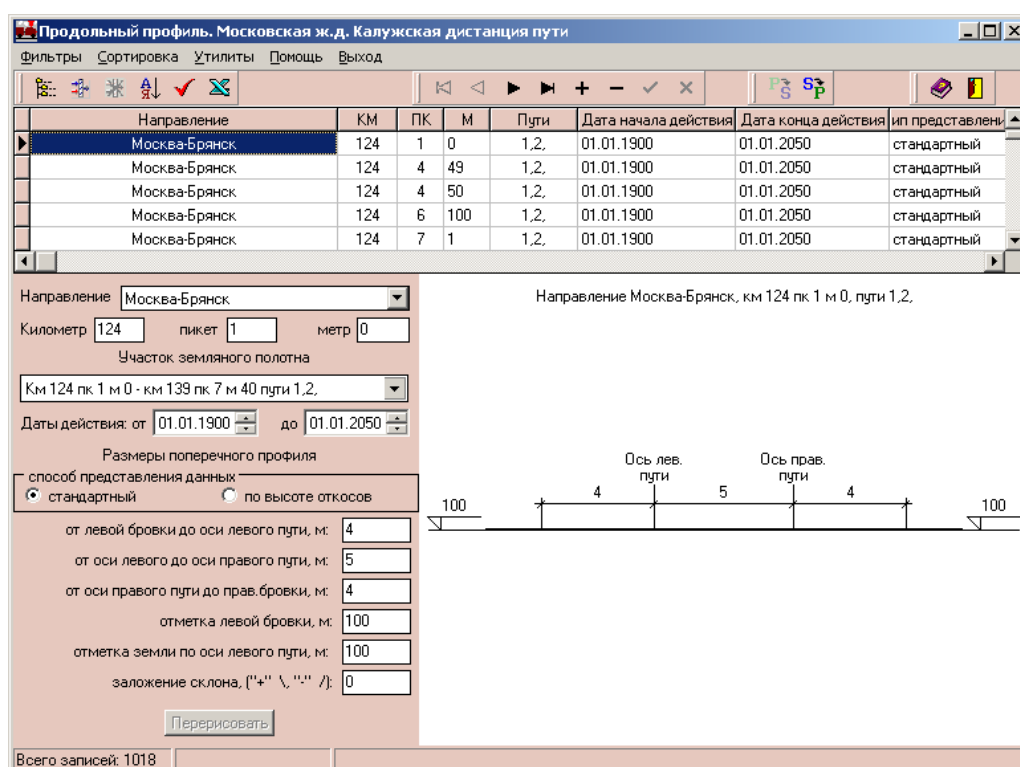 Продольный профиль. Московская ж.д. Калужская дистанция пути
Фильтры Сортировка Утилиты Помощь Выход
Направление КМ ПК М Пути Дата начала действия Дата конца действия ип представлени
Москва-Брянск 124 1 0 1,2, 01.01.1900 01.01.2050 стандартный
Москва-Брянск 124 4 49 1,2, 01.01.1900 01.01.2050 стандартный
Москва-Брянск 124 4 50 1,2, 01.01.1900 01.01.2050 стандартный
Москва-Брянск 124 6 100 1,2, 01.01.1900 01.01.2050 стандартный
Москва-Брянск 124 7 1 1,2, 01.01.1900 01.01.2050 стандартный
Направление Москва-Брянск
Километр 124 пикет 1 метр 0
Участок земляного полотна
Км 124 пк 1 м 0 - км 139 пк 7 м 40 пути 1,2,
Даты действия: от 01.01.1900 до 01.01.2050
Размеры поперечного профиля
способ представления данных
стандартный по высоте откосов
от левой бровки до оси левого пути, м: 4
от оси левого до оси правого пути, м: 5
от оси правого пути до прав.бровки, м: 4
отметка левой бровки, м: 100
отметка земли по оси левого пути, м: 100
заложение склона, ("+" \, "-" /): 0
Перерисовать
Направление Москва-Брянск, км 124 пк 1 м 0, пути 1,2,
Ось лев. пути
Ось прав. пути
100 4 5 4 100
Всего записей: 1018